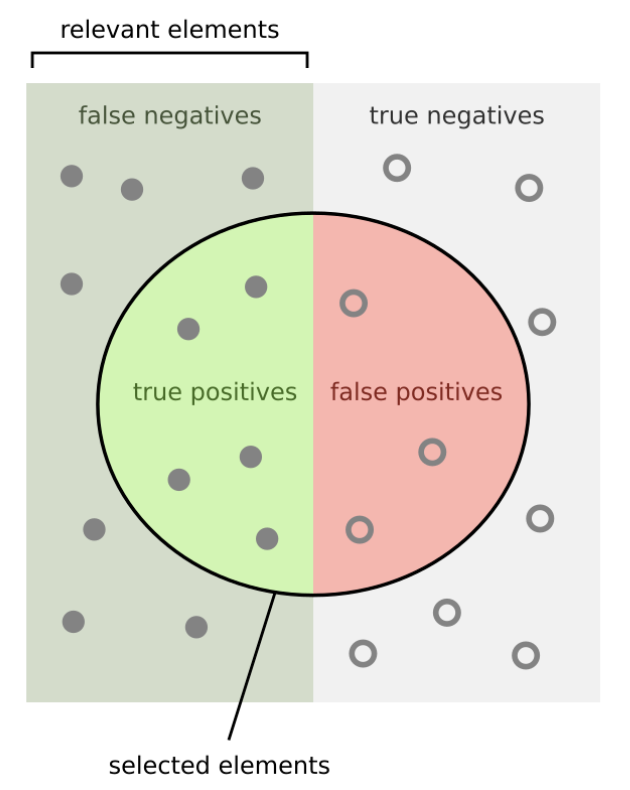 relevant elements
false negatives
true negatives
true positives
false positives
selected elements